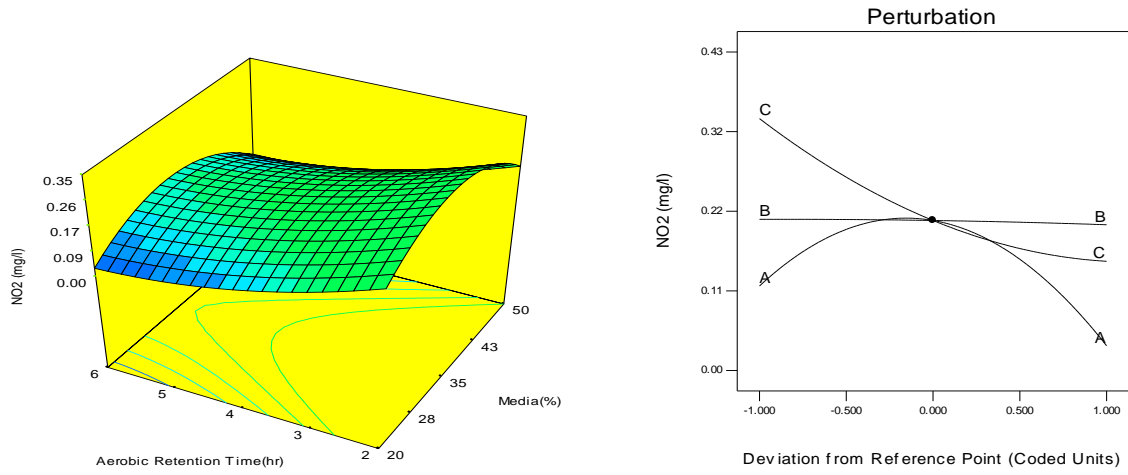 0.35
0.26
0.17
0.09
0.00
NO2 (mg/l)
6
5
4
3
2
Aerobic Retention Time(hr)
20
28
35
43
50
Media(%)
Perturbation
NO2 (mg/l)
0.43
0.32
0.22
0.11
0.00
C
B
A
B
C
A
-1.000
-0.500
0.000
0.500
1.000
Deviation from Reference Point (Coded Units)